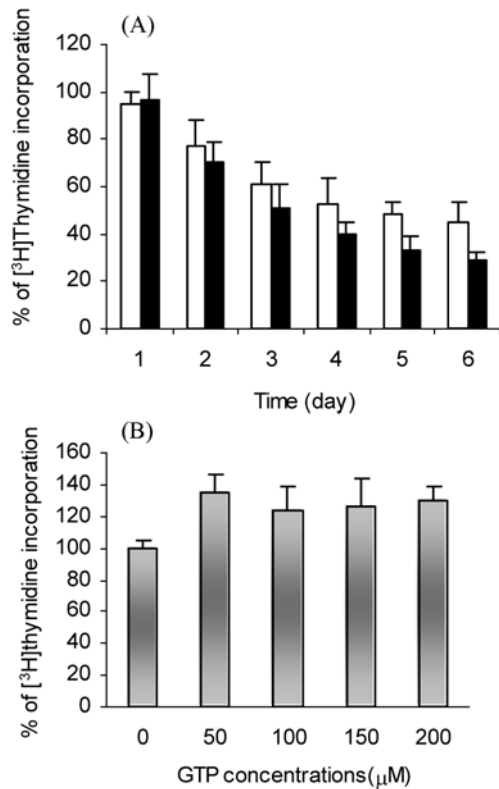 (A)
% of [³H]Thymidine incorporation
120
100
80
60
40
20
0
1 2 3 4 5 6
Time (day)
(B)
% of [³H]thymidine incorporation
160
140
120
100
80
60
40
20
0
0 50 100 150 200
GTP concentrations(μM)